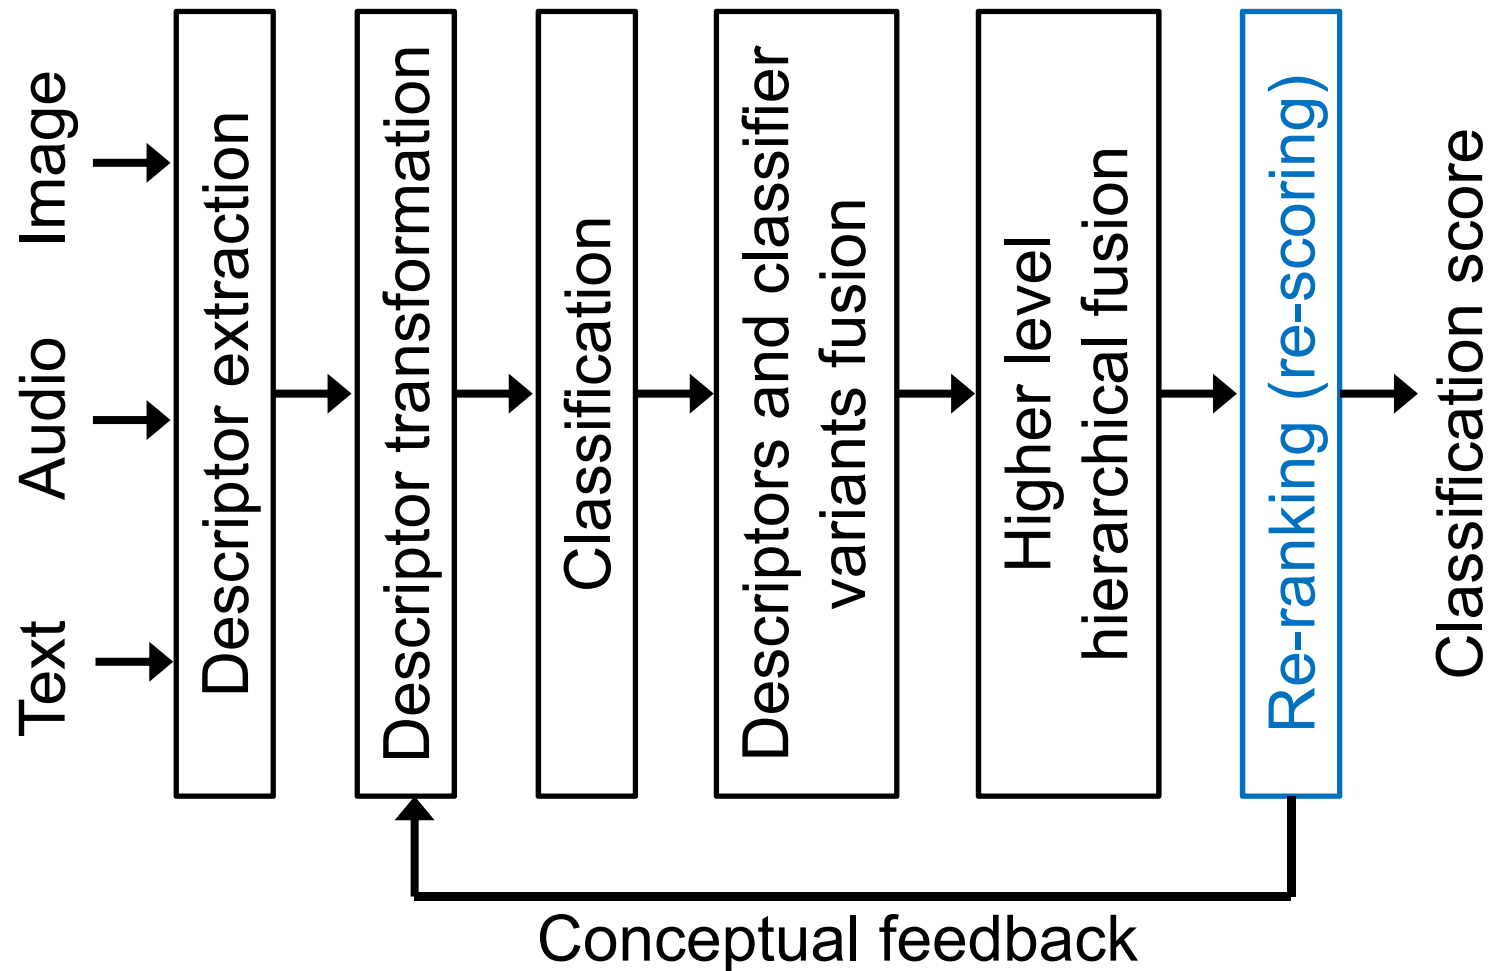 Image
Audio
Text
Descriptor extraction
Descriptor transformation
Classification
Descriptors and classifier
variants fusion
Higher level
hierarchical fusion
Re-ranking (re-scoring)
Classification score
Conceptual feedback